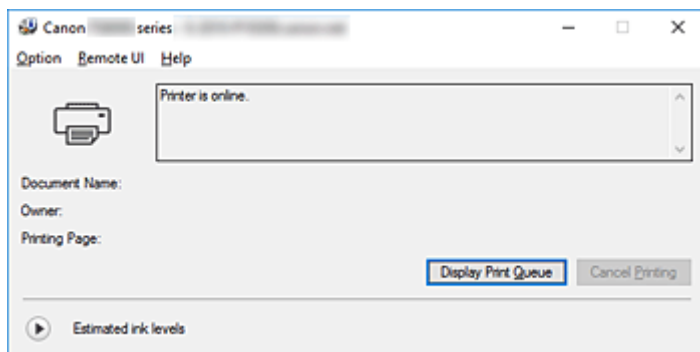 Canon series
Option Remote UI Help
Printer is online.
Document Name:
Owner:
Printing Page:
Display Print Queue Cancel Printing
Estimated ink levels